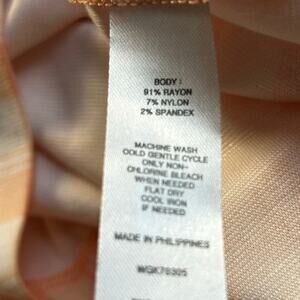 BODY :
91% RAYON
7% NYLON
2% SPANDEX
MACHINE WASH
COLD GENTLE CYCLE
ONLY NON-
CHLORINE BLEACH
WHEN NEEDED
FLAT DRY
COOL IRON
IF NEEDED
MADE IN PHILIPPINES